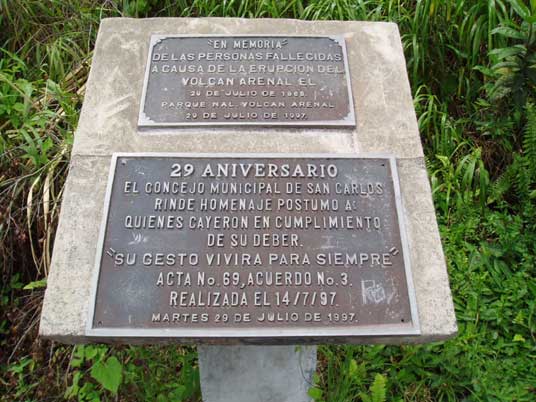 "EN MEMORIA"
DE LAS PERSONAS FALLECIDAS
A CAUSA DE LA ERUPCION DEL
VOLCAN ARENAL EL
29 DE JULIO DE 1968.
PARQUE NAL. VOLCAN ARENAL
29 DE JULIO DE 1997.
29 ANIVERSARIO
EL CONCEJO MUNICIPAL DE SAN CARLOS
RINDE HOMENAJE POSTUMO A:
QUIENES CAYERON EN CUMPLIMIENTO
DE SU DEBER.
"SU GESTO VIVIRA PARA SIEMPRE"
ACTA No. 69, ACUERDO No. 3.
REALIZADA EL 14/7/97.
MARTES 29 DE JULIO DE 1997.